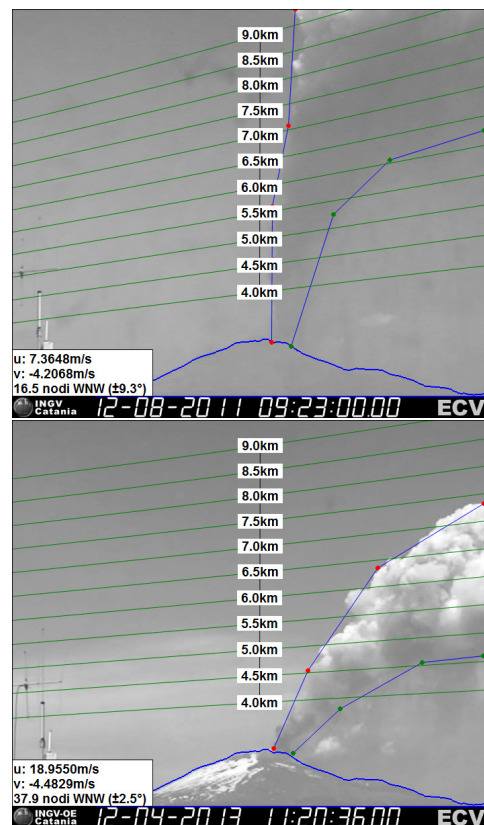 9.0km
8.5km
8.0km
7.5km
7.0km
6.5km
6.0km
5.5km
5.0km
4.5km
4.0km
u: 7.3648m/s
v: -4.2068m/s
16.5 nodi WNW (±9.3°)
INGV
Catania
12-08-2011 09:23:00.00
ECV
9.0km
8.5km
8.0km
7.5km
7.0km
6.5km
6.0km
5.5km
5.0km
4.5km
4.0km
u: 18.9550m/s
v: -4.4829m/s
37.9 nodi WNW (±2.5°)
INGV-OE
Catania
12-04-2013 11:20:36.00
ECV